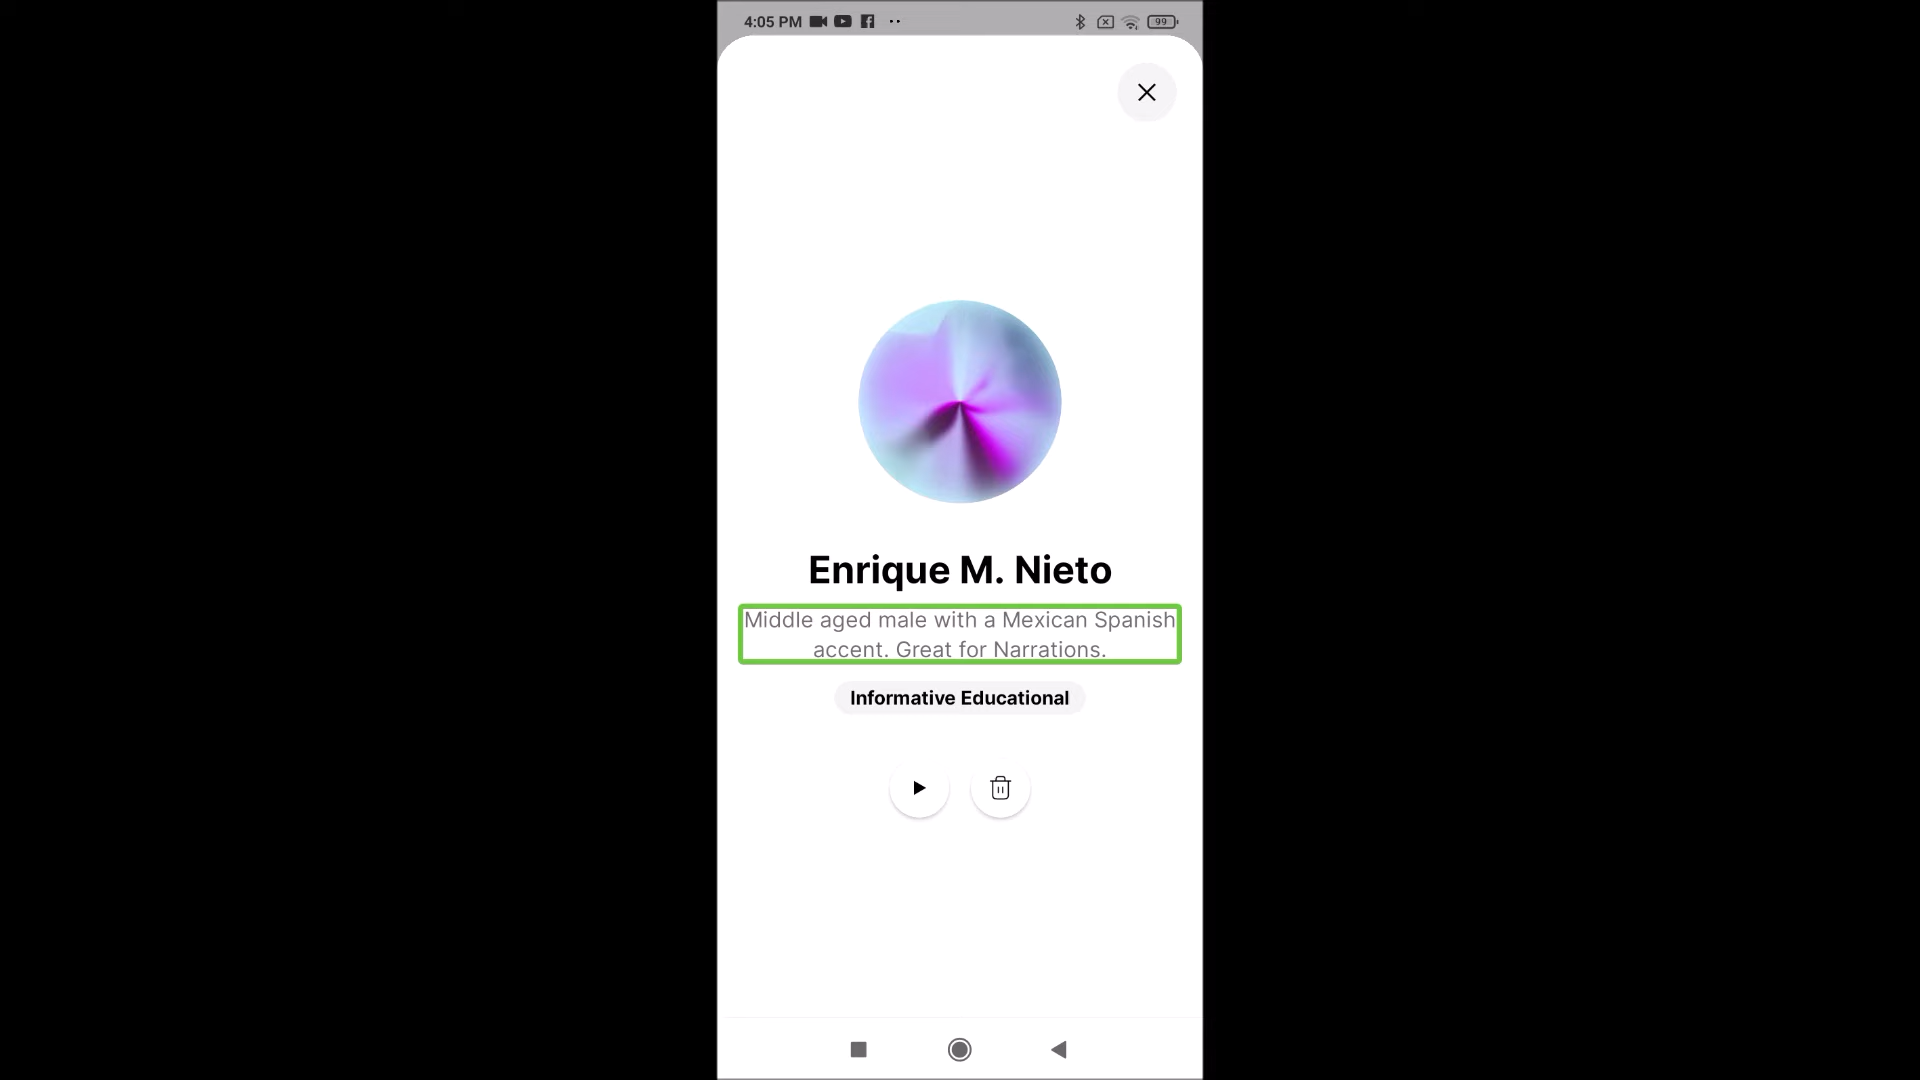 4:05 PM
99
Enrique M. Nieto
Middle aged male with a Mexican Spanish
accent. Great for Narrations.
Informative Educational